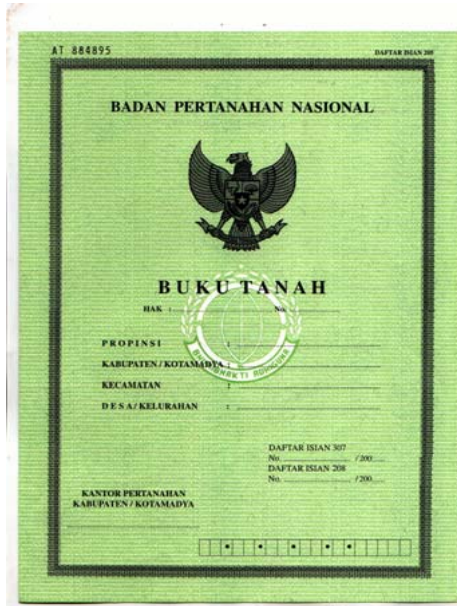 AT 884895 DAFTAR ISIAN 205
BADAN PERTANAHAN NASIONAL
BUKU TANAH
HAK : No.
PROPINSI :
KABUPATEN / KOTAMADYA :
KECAMATAN :
DESA / KELURAHAN :
DAFTAR ISIAN 307
No. /200
DAFTAR ISIAN 208
No. /200
KANTOR PERTANAHAN
KABUPATEN / KOTAMADYA